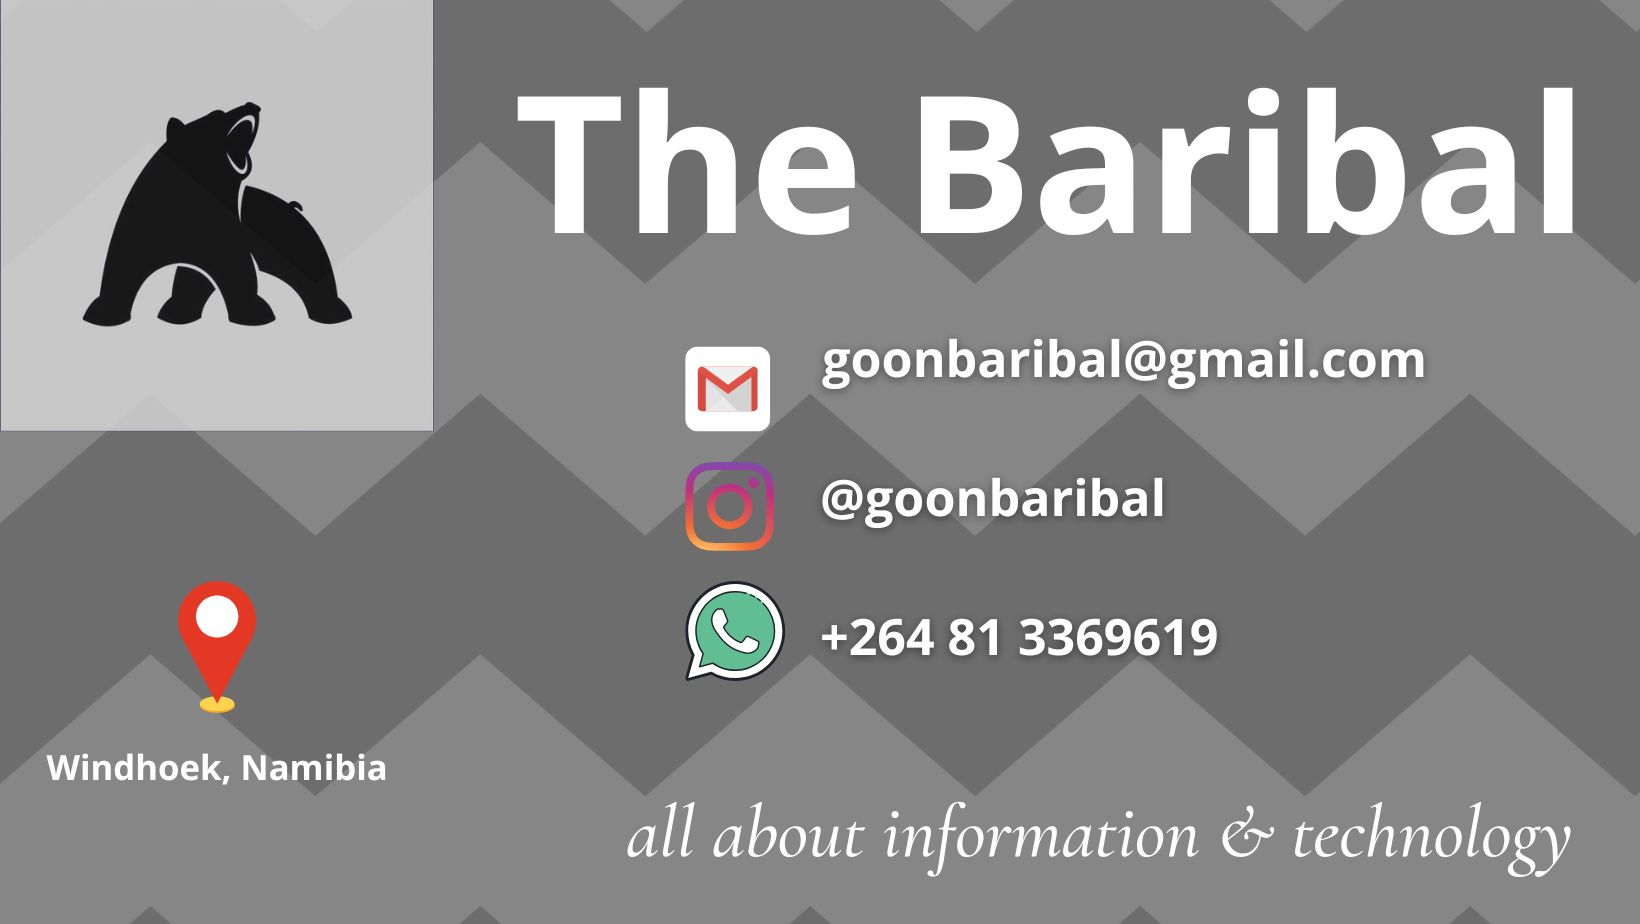 The Baribal
goonbaribal@gmail.com
@goonbaribal
+264 81 3369619
Windhoek, Namibia
all about information & technology